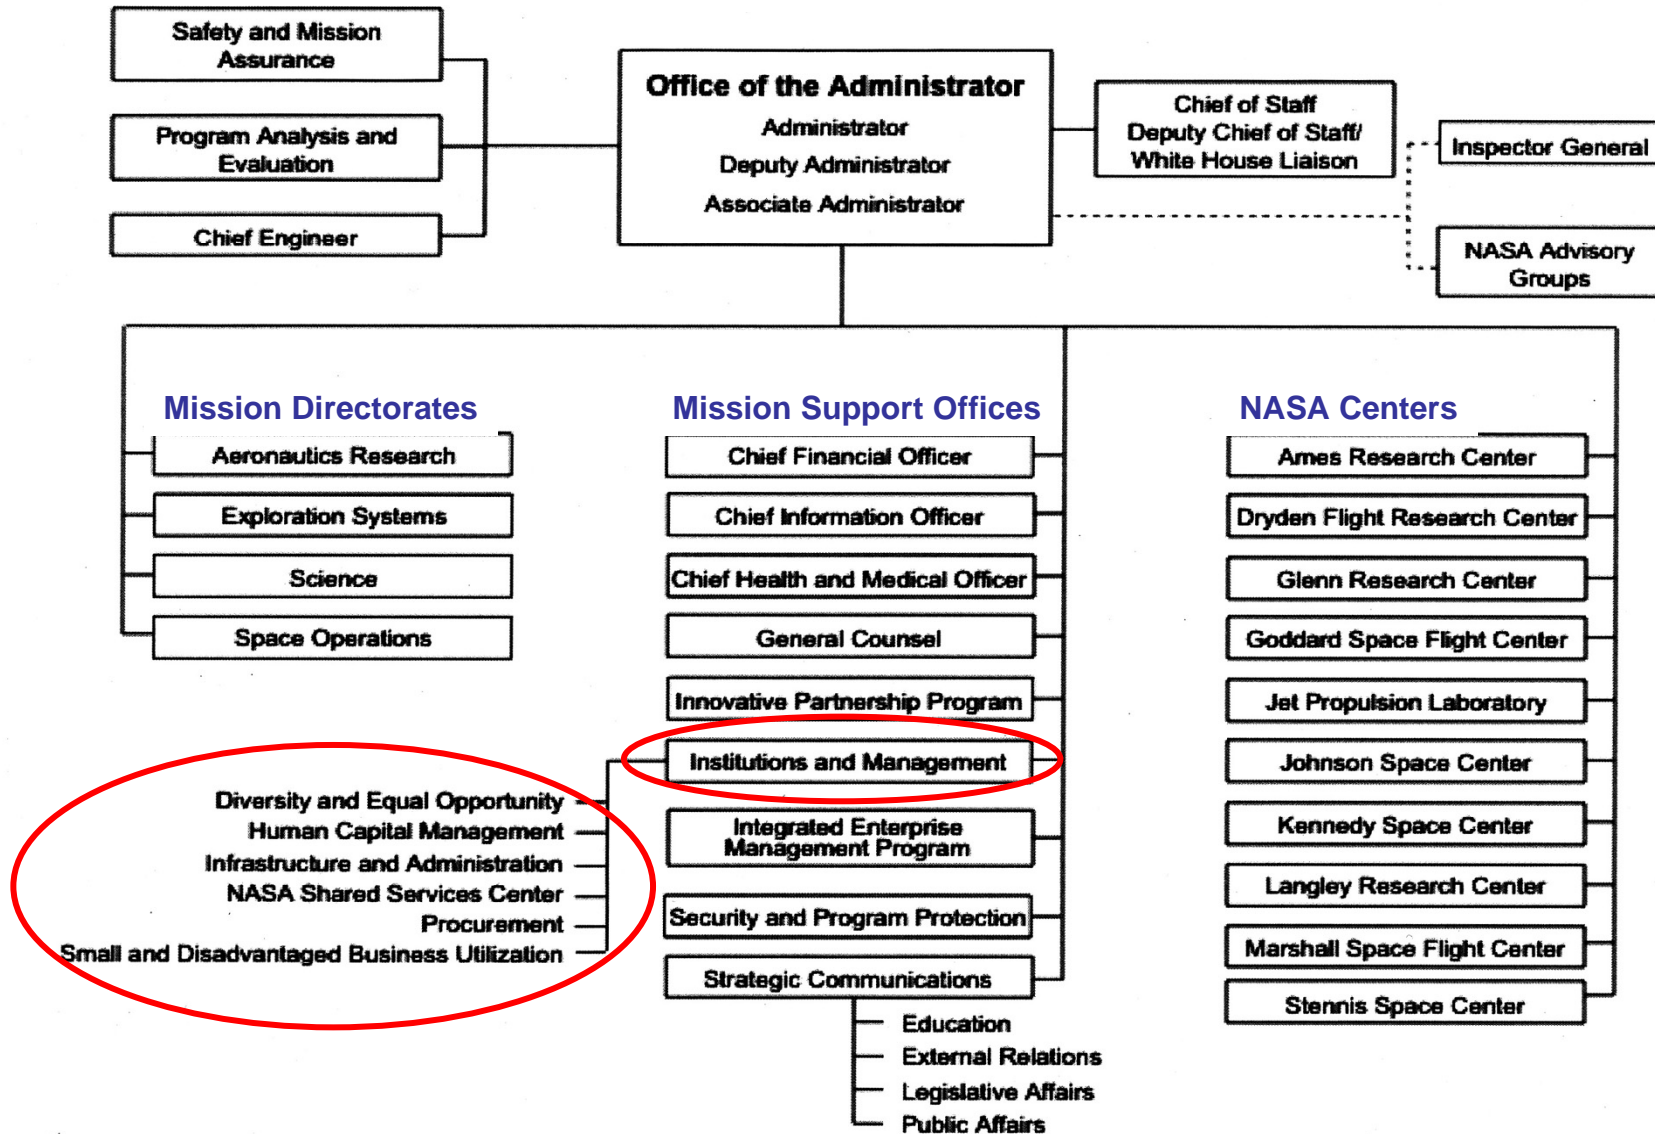 Safety and Mission
Assurance
Program Analysis and
Evaluation
Chief Engineer
Office of the Administrator
Administrator
Deputy Administrator
Associate Administrator
Chief of Staff
Deputy Chief of Staff/
White House Liaison
Inspector General
NASA Advisory
Groups
Mission Directorates
Aeronautics Research
Exploration Systems
Science
Space Operations
Mission Support Offices
Chief Financial Officer
Chief Information Officer
Chief Health and Medical Officer
General Counsel
Innovative Partnership Program
Institutions and Management
Diversity and Equal Opportunity
Human Capital Management
Infrastructure and Administration
NASA Shared Services Center
Procurement
Small and Disadvantaged Business Utilization
Integrated Enterprise
Management Program
Security and Program Protection
Strategic Communications
Education
External Relations
Legislative Affairs
Public Affairs
NASA Centers
Ames Research Center
Dryden Flight Research Center
Glenn Research Center
Goddard Space Flight Center
Jet Propulsion Laboratory
Johnson Space Center
Kennedy Space Center
Langley Research Center
Marshall Space Flight Center
Stennis Space Center